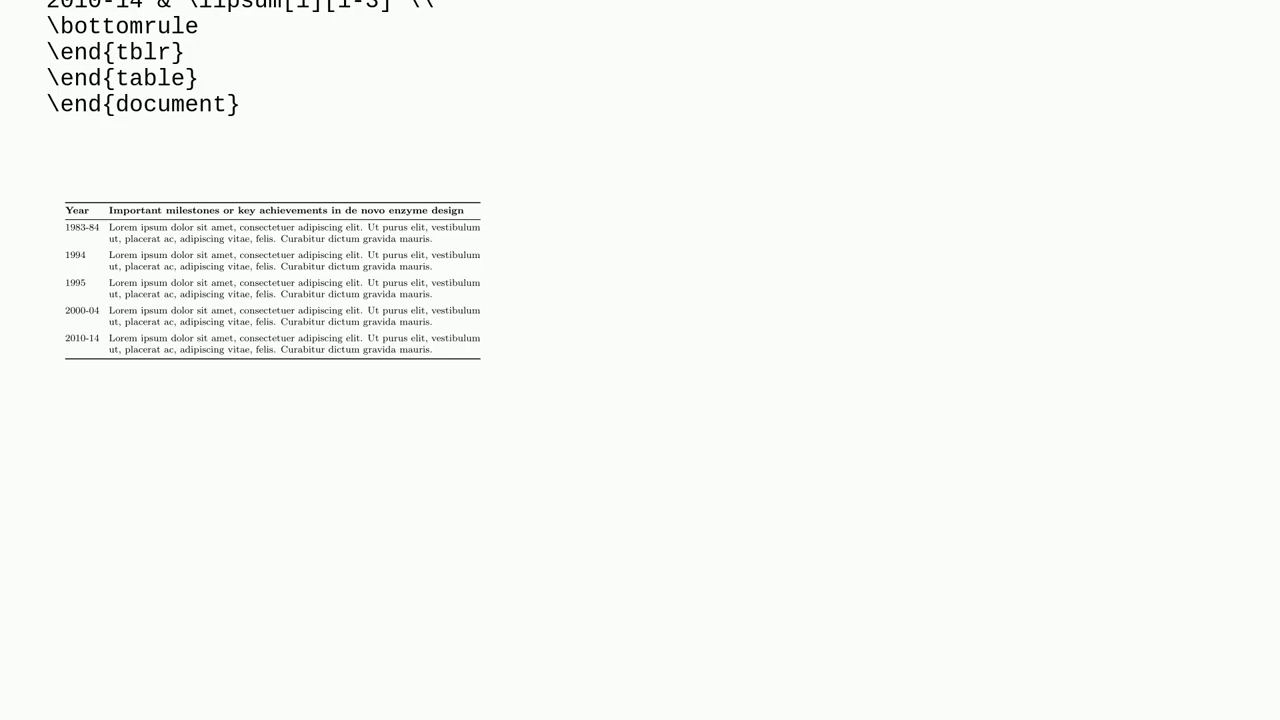 2010-14 & \lipsum[1][1-3] \\
\bottomrule
\end{tblr}
\end{table}
\end{document}
Year Important milestones or key achievements in de novo enzyme design
1983-84 Lorem ipsum dolor sit amet, consectetuer adipiscing elit. Ut purus elit, vestibulum
ut, placerat ac, adipiscing vitae, felis. Curabitur dictum gravida mauris.
1994 Lorem ipsum dolor sit amet, consectetuer adipiscing elit. Ut purus elit, vestibulum
ut, placerat ac, adipiscing vitae, felis. Curabitur dictum gravida mauris.
1995 Lorem ipsum dolor sit amet, consectetuer adipiscing elit. Ut purus elit, vestibulum
ut, placerat ac, adipiscing vitae, felis. Curabitur dictum gravida mauris.
2000-04 Lorem ipsum dolor sit amet, consectetuer adipiscing elit. Ut purus elit, vestibulum
ut, placerat ac, adipiscing vitae, felis. Curabitur dictum gravida mauris.
2010-14 Lorem ipsum dolor sit amet, consectetuer adipiscing elit. Ut purus elit, vestibulum
ut, placerat ac, adipiscing vitae, felis. Curabitur dictum gravida mauris.